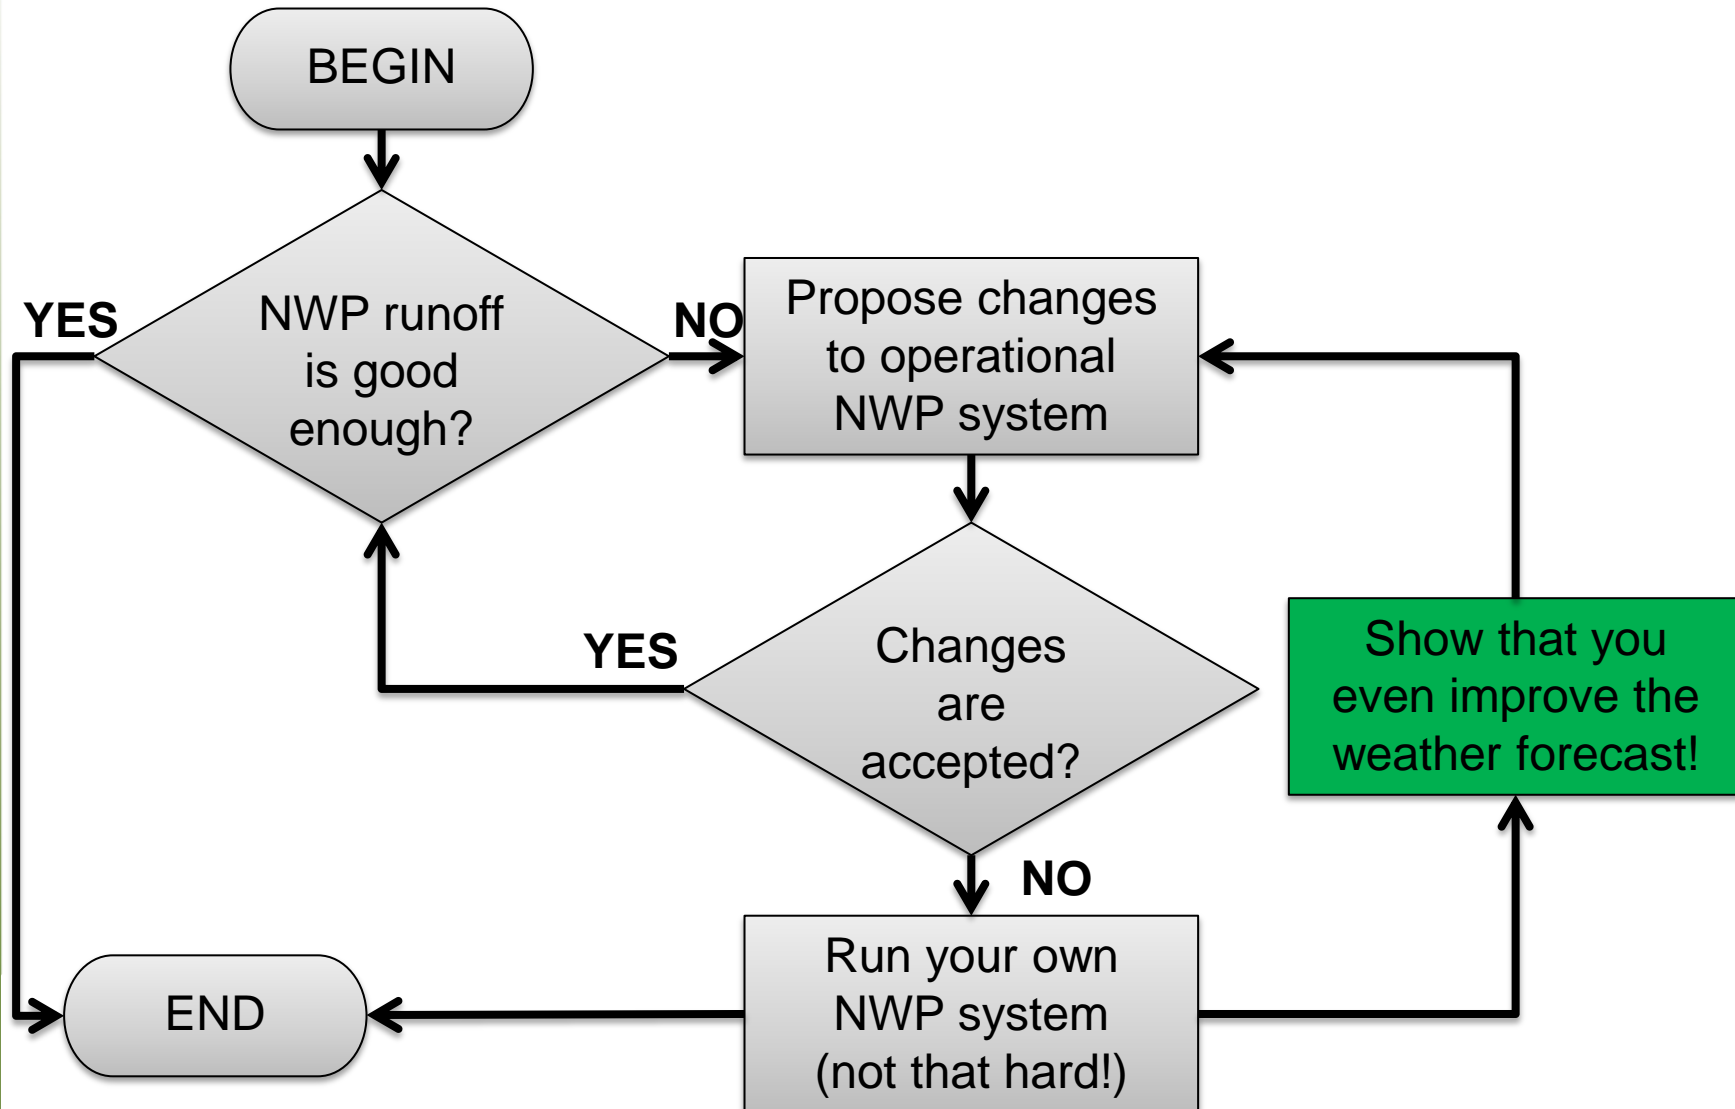 BEGIN
NWP runoff
is good
enough?
YES
NO
Propose changes
to operational
NWP system
Changes
are
accepted?
YES
NO
Show that you
even improve the
weather forecast!
Run your own
NWP system
(not that hard!)
END